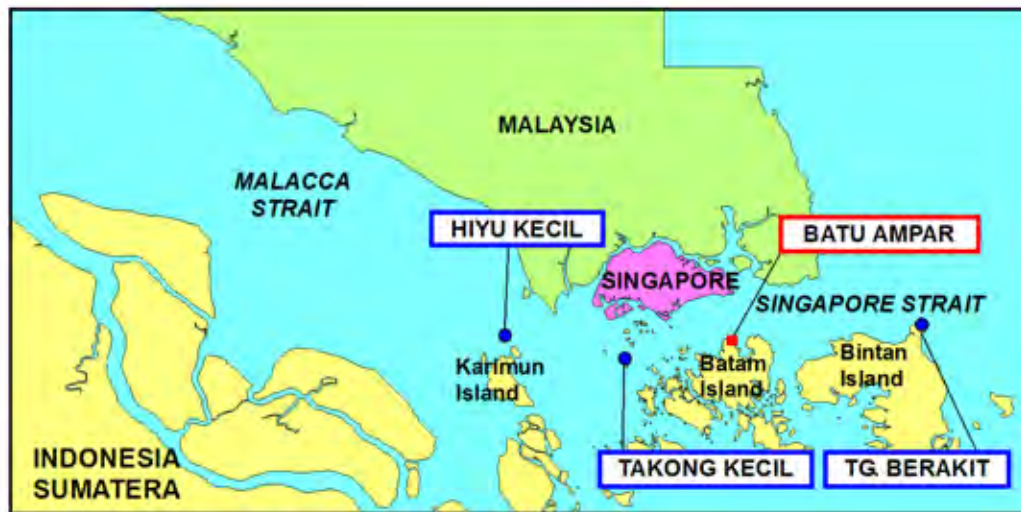 MALAYSIA
MALACCA
STRAIT
HIYU KECIL
BATU AMPAR
SINGAPORE
SINGAPORE STRAIT
Karimun
Island
Batam
Island
Bintan
Island
INDONESIA
SUMATERA
TAKONG KECIL
TG. BERAKIT